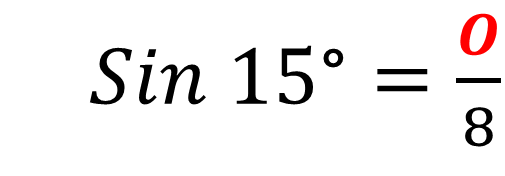 Sin 15° = O/8